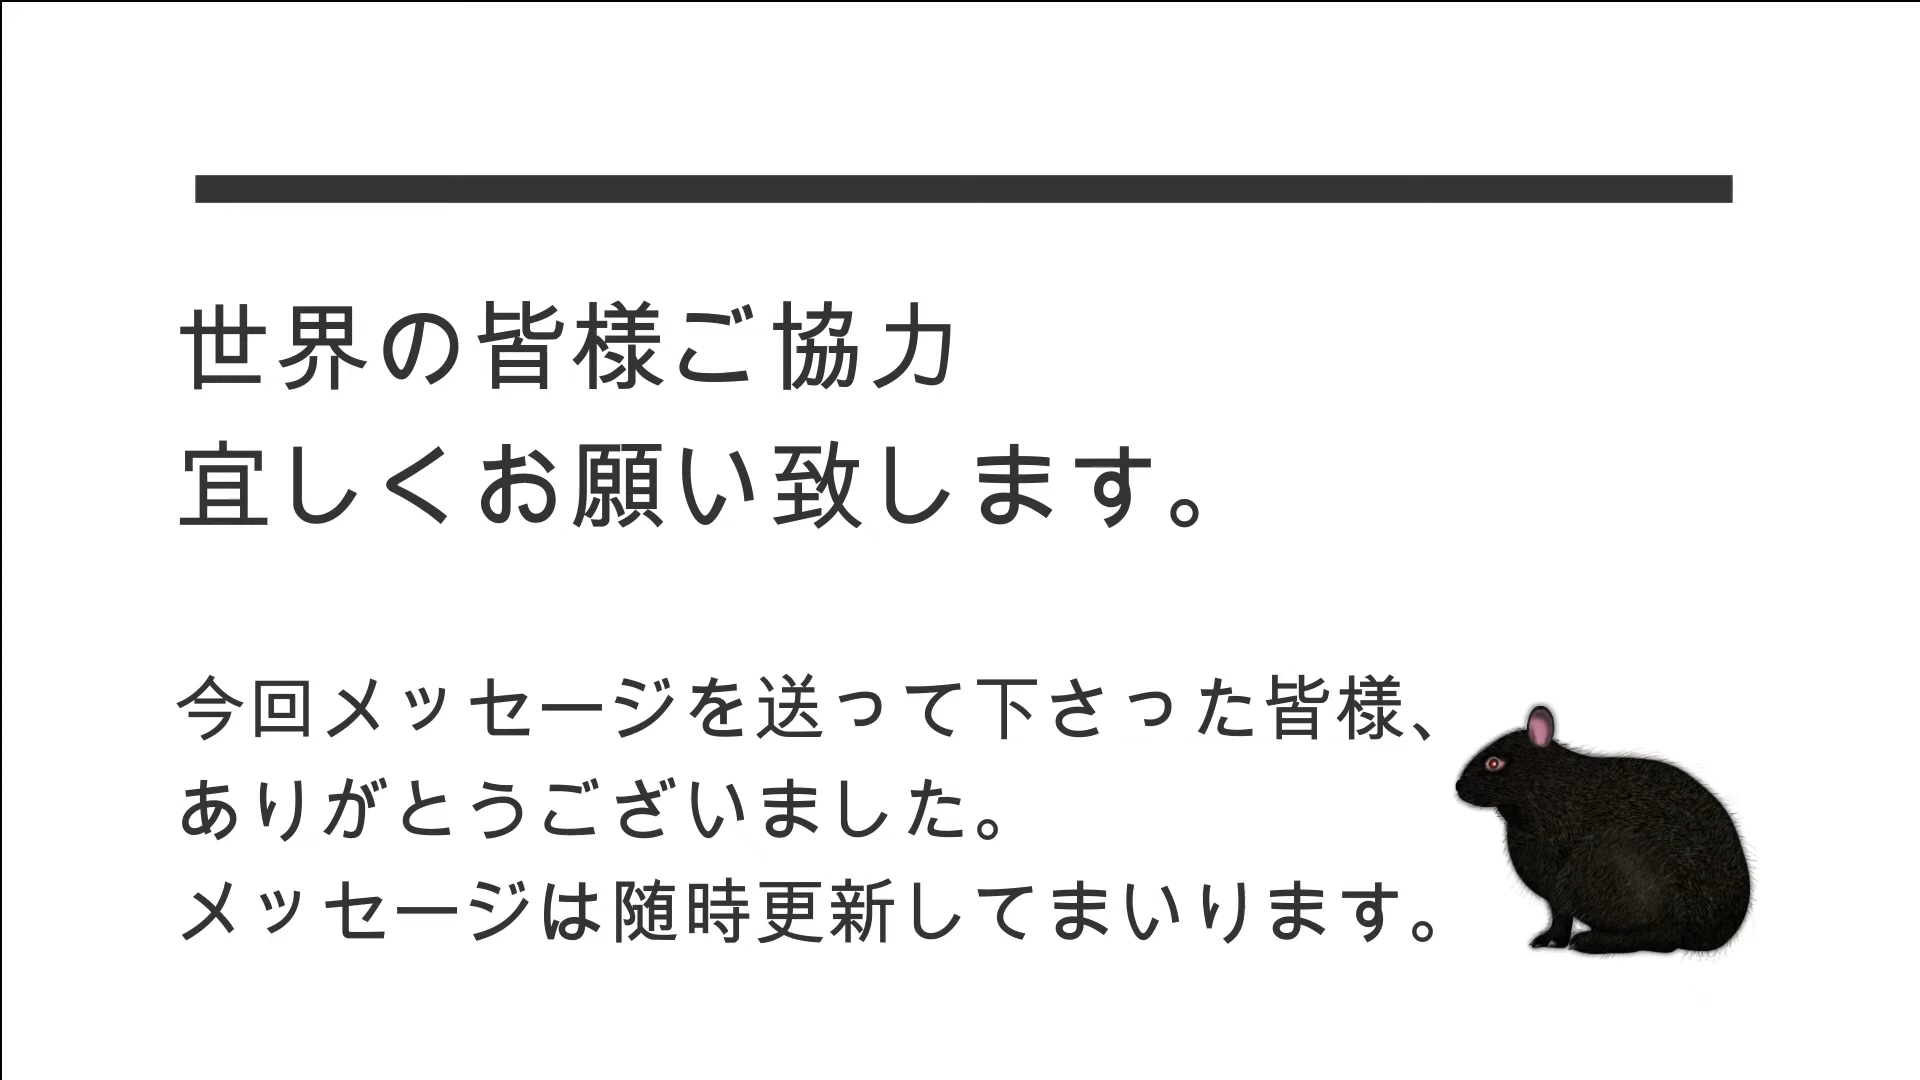 世界の皆様ご協力
宜しくお願い致します。
今回メッセージを送って下さった皆様、
ありがとうございました。
メッセージは随時更新してまいります。